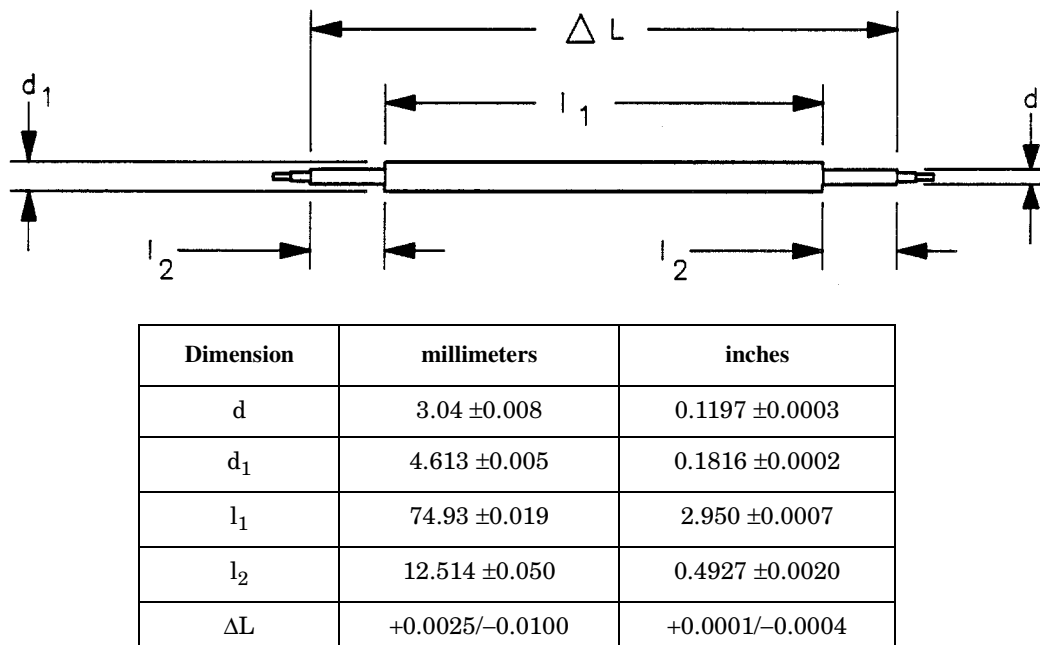 Δ L
d1
l1
d
l2
l2
Dimension millimeters inches
d 3.04 ±0.008 0.1197 ±0.0003
d1 4.613 ±0.005 0.1816 ±0.0002
l1 74.93 ±0.019 2.950 ±0.0007
l2 12.514 ±0.050 0.4927 ±0.0020
ΔL +0.0025/–0.0100 +0.0001/–0.0004